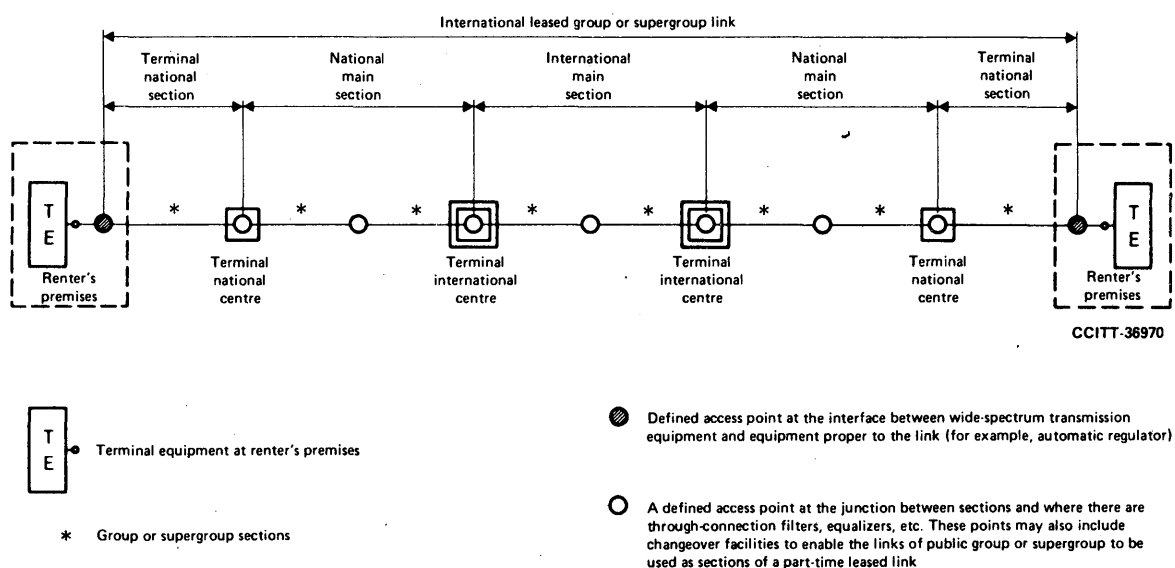 International leased group or supergroup link
Terminal
national
section
National
main
section
International
main
section
National
main
section
Terminal
national
section
T
E
Renter's
premises
*
Terminal
national
centre
*
*
Terminal
international
centre
*
*
Terminal
international
centre
*
*
Terminal
national
centre
*
T
E
Renter's
premises
CCITT-36970
T
E
Terminal equipment at renter's premises
* Group or supergroup sections
Defined access point at the interface between wide-spectrum transmission
equipment and equipment proper to the link (for example, automatic regulator)
A defined access point at the junction between sections and where there are
through-connection filters, equalizers, etc. These points may also include
changeover facilities to enable the links of public group or supergroup to be
used as sections of a part-time leased link